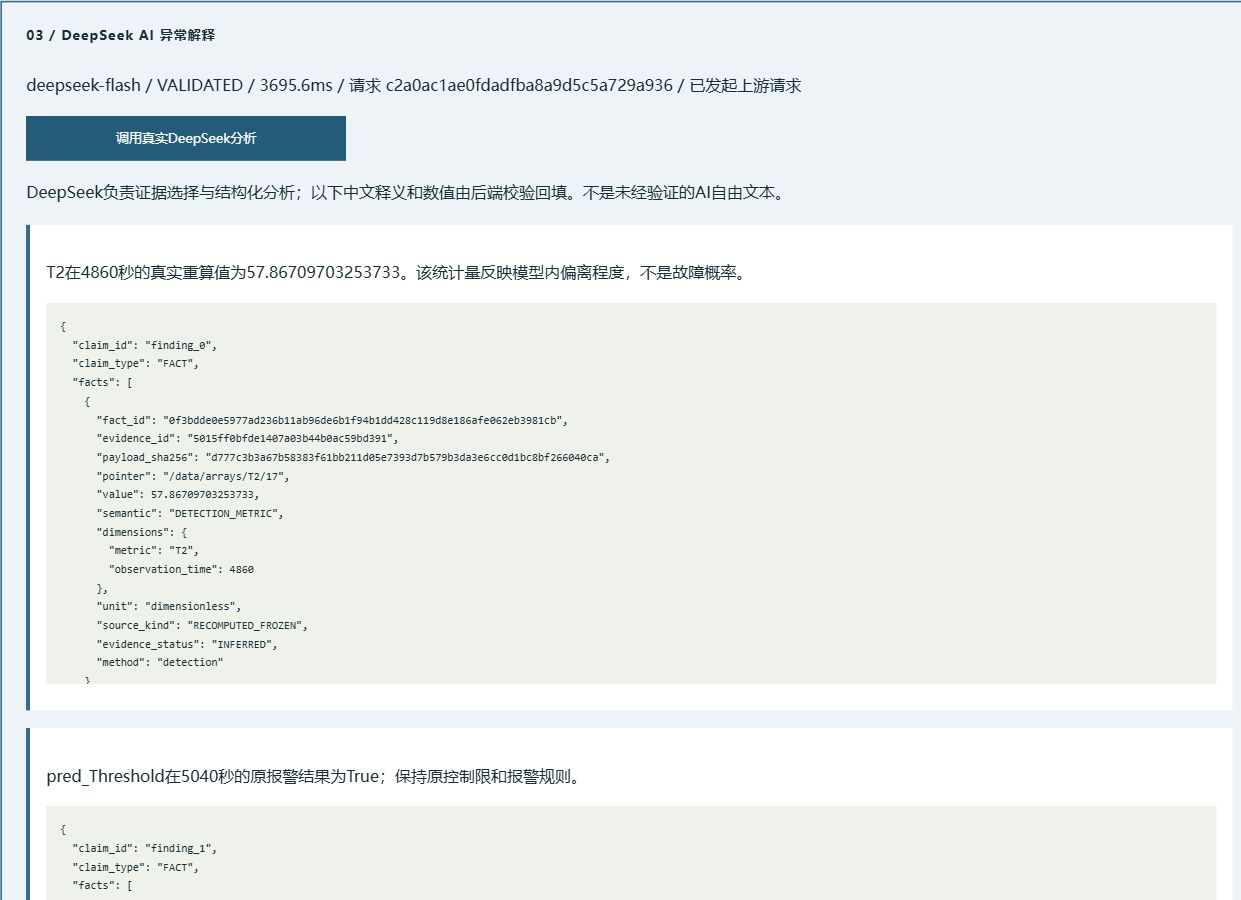 03 / DeepSeek AI 异常解释
deepseek-flash / VALIDATED / 3695.6ms / 请求 c2a0ac1ae0fdadfba8a9d5c5a729a936 / 已发起上游请求
调用真实DeepSeek分析
DeepSeek负责证据选择与结构化分析；以下中文释义和数值由后端校验回填。不是未经验证的AI自由文本。
T2在4860秒的真实重算值为57.86709703253733。该统计量反映模型内偏离程度，不是故障概率。
{
  "claim_id": "finding_0",
  "claim_type": "FACT",
  "facts": [
    {
      "fact_id": "0f3bdde0e5977ad236b11ab96de6b1f94b1dd428c119d8e186afe062eb3981cb",
      "evidence_id": "5015ff0bfde1407a03b44b0ac59bd391",
      "payload_sha256": "d777c3b3a67b58383f61bb211d05e7393d7b579b3da3e6cc0d1bc8bf266040ca",
      "pointer": "/data/arrays/T2/17",
      "value": 57.86709703253733,
      "semantic": "DETECTION_METRIC",
      "dimensions": {
        "metric": "T2",
        "observation_time": 4860
      },
      "unit": "dimensionless",
      "source_kind": "RECOMPUTED_FROZEN",
      "evidence_status": "INFERRED",
      "method": "detection"
    }
pred_Threshold在5040秒的原报警结果为True；保持原控制限和报警规则。
{
  "claim_id": "finding_1",
  "claim_type": "FACT",
  "facts": [